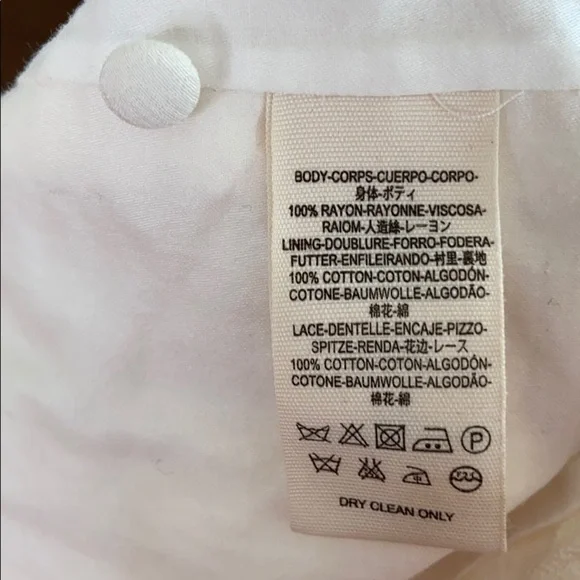 BODY-CORPS-CUERPO-CORPO-
身体-ボディ
100% RAYON-RAYONNE-VISCOSA-
RAIOM-人造絲-レーヨン
LINING-DOUBLURE-FORRO-FODERA-
FUTTER-ENFILEIRANDO-村里-裏地
100% COTTON-COTON-ALGODÓN-
COTONE-BAUMWOLLE-ALGODÃO-
棉花-綿
LACE-DENTELLE-ENCAJE-PIZZO-
SPITZE-RENDA-花边-レース
100% COTTON-COTON-ALGODÓN-
COTONE-BAUMWOLLE-ALGODÃO-
棉花-綿
P
DRY CLEAN ONLY